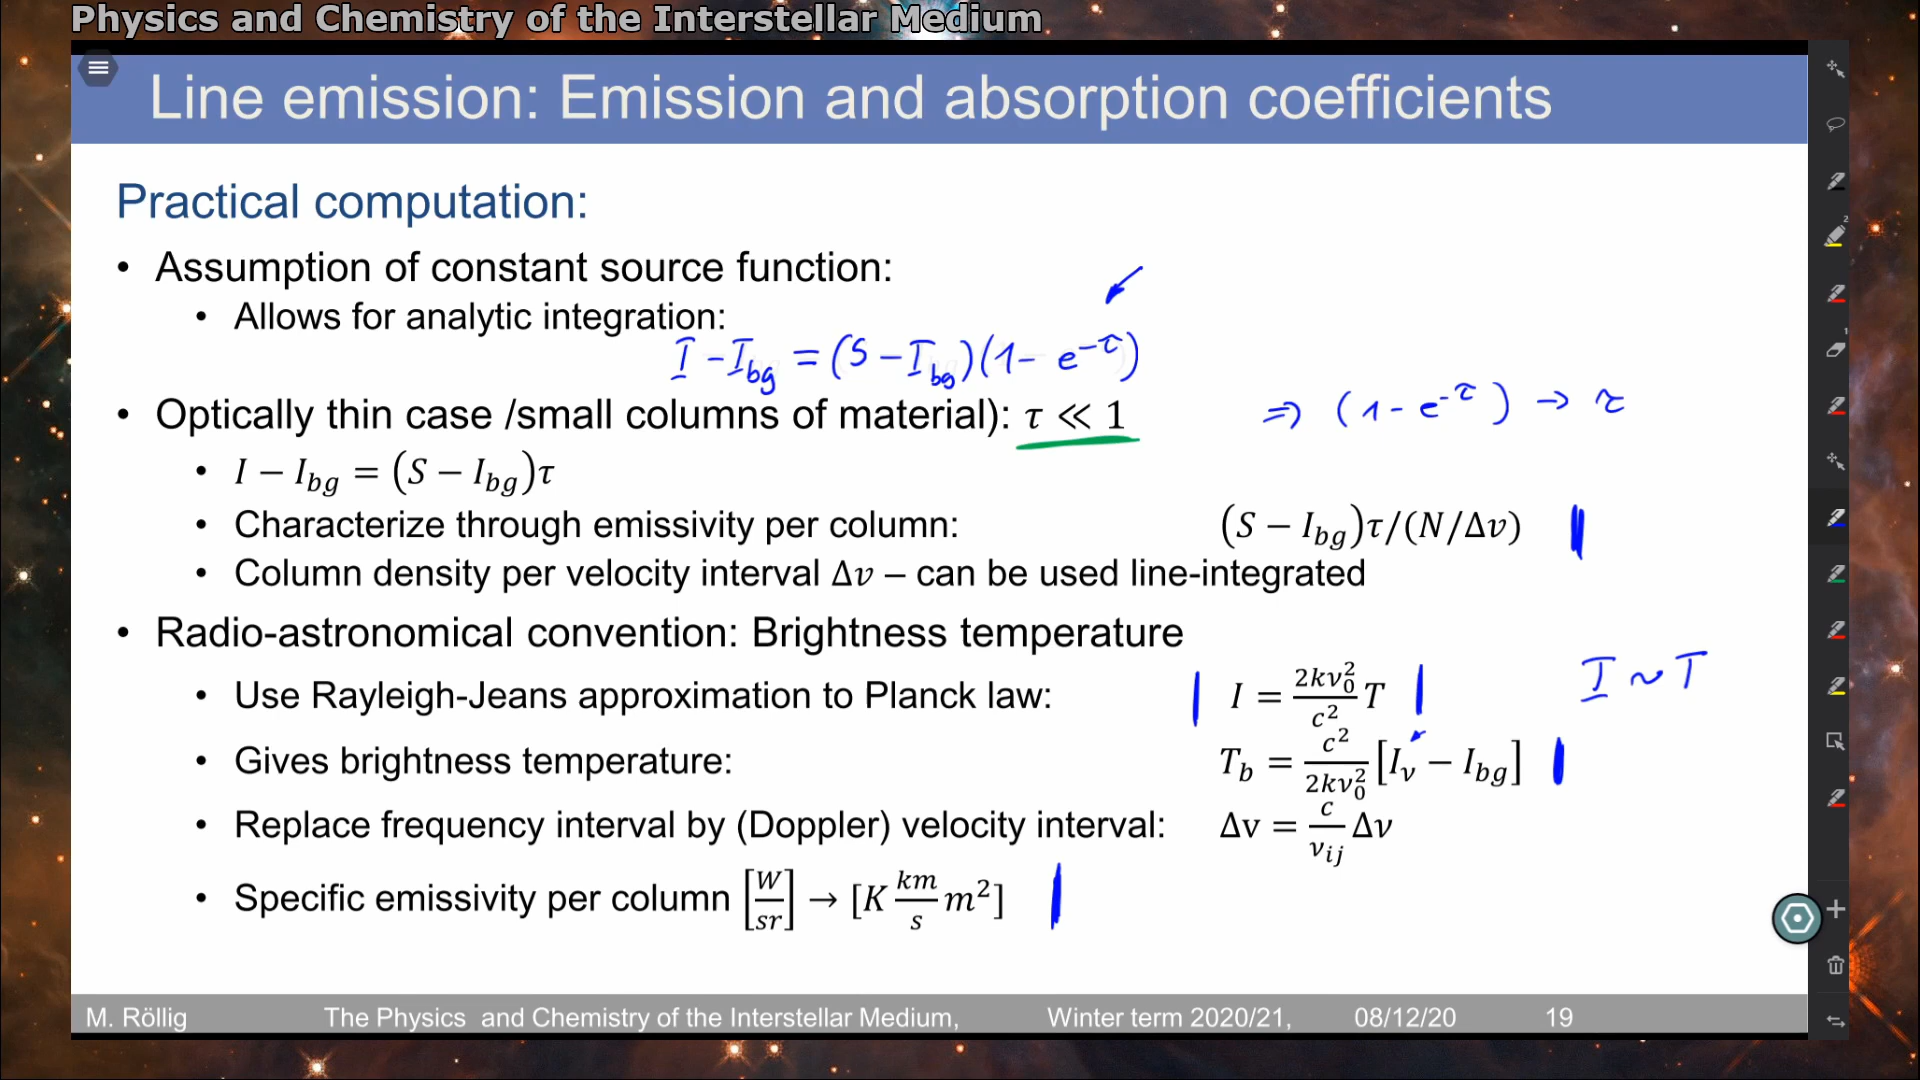 Physics and Chemistry of the Interstellar Medium
Line emission: Emission and absorption coefficients
Practical computation:
• Assumption of constant source function:
• Allows for analytic integration:
I - I_bg = (S - I_bg)(1 - e^-τ)
• Optically thin case /small columns of material): τ ≪ 1 ⇒ (1 - e^-τ) → τ
• I − I_bg = (S − I_bg)τ
• Characterize through emissivity per column: (S − I_bg)τ/(N/Δv)
• Column density per velocity interval Δv – can be used line-integrated
• Radio-astronomical convention: Brightness temperature
• Use Rayleigh-Jeans approximation to Planck law: I = 2kν₀²/c² T I ~ T
• Gives brightness temperature: T_b = c²/2kν₀² [I_ν − I_bg]
• Replace frequency interval by (Doppler) velocity interval: Δv = c/ν_ij Δν
• Specific emissivity per column [W/sr] → [K km/s m²]
M. Röllig The Physics and Chemistry of the Interstellar Medium, Winter term 2020/21, 08/12/20 19